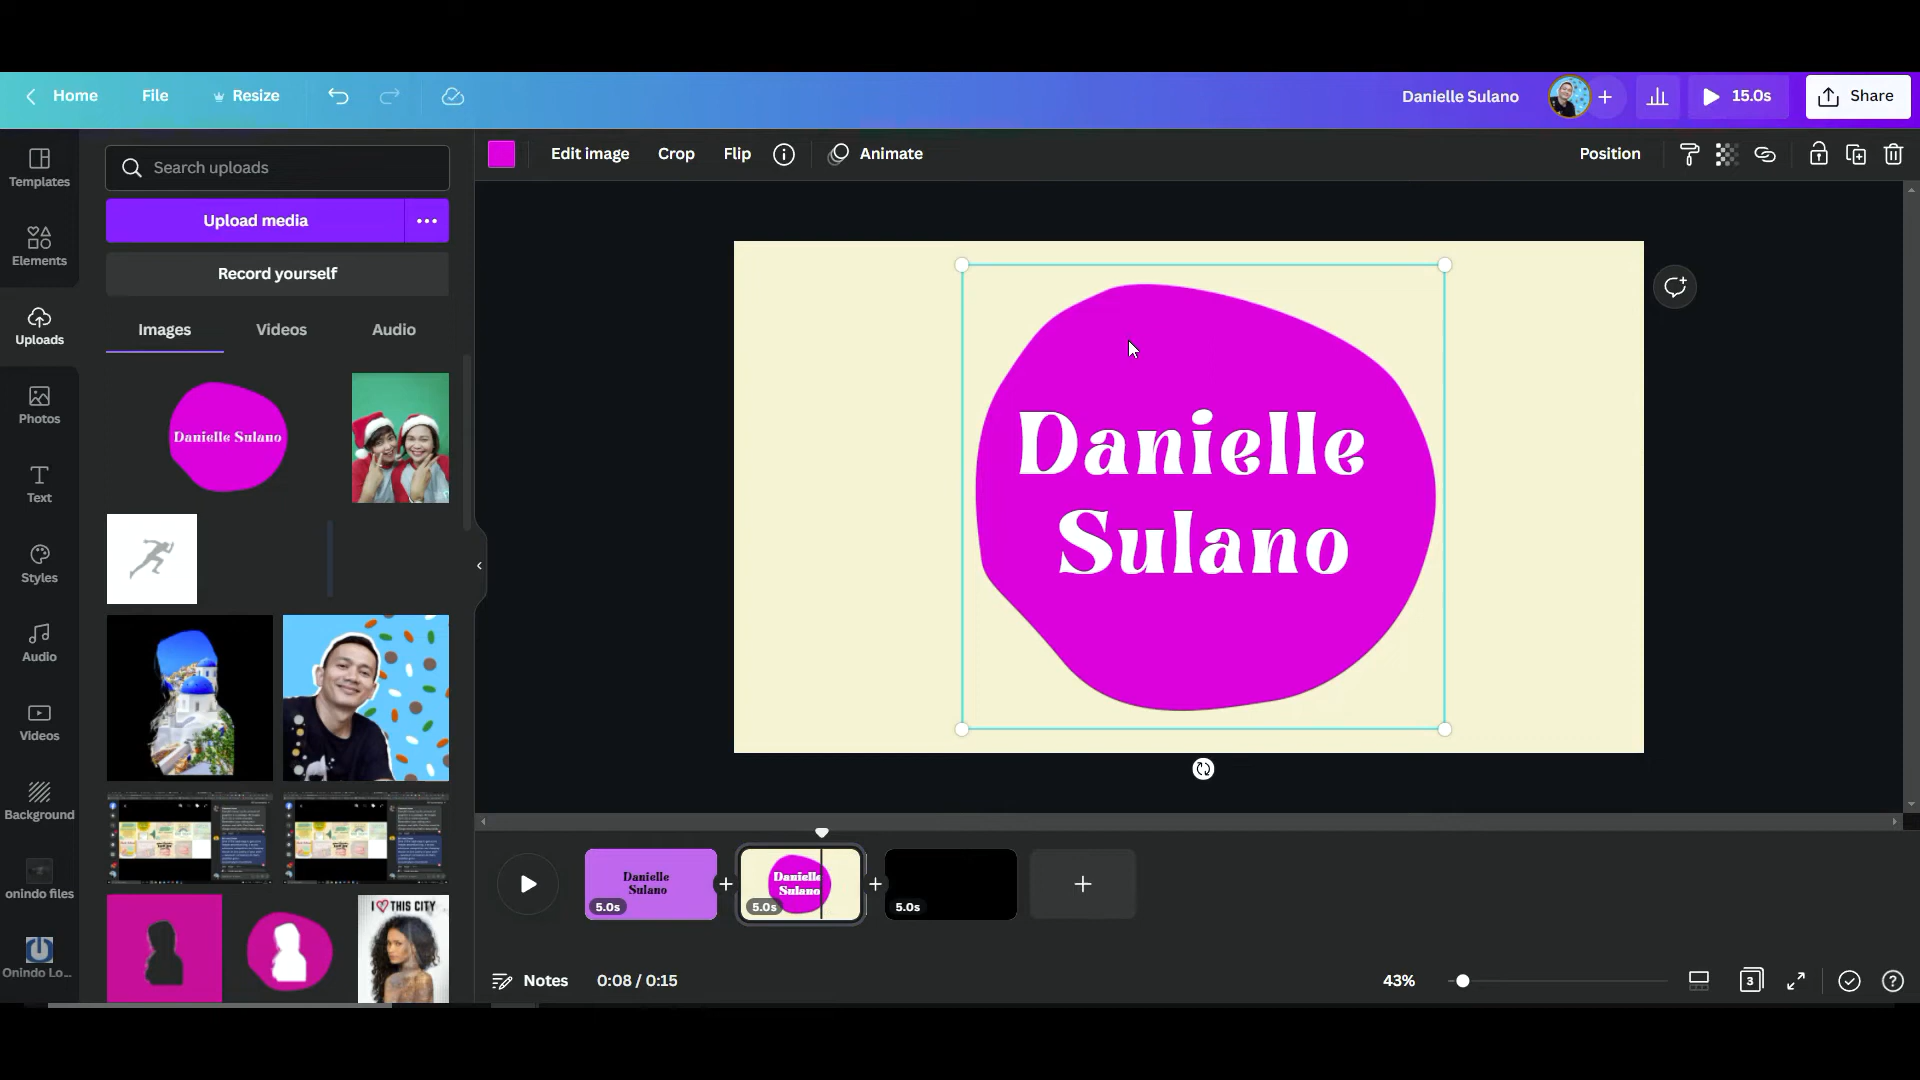 Home
File
Resize
Danielle Sulano
15.0s
Share
Templates
Elements
Uploads
Photos
Text
Styles
Audio
Videos
Background
onindo files
Onindo Lo...
Search uploads
Upload media
Record yourself
Images
Videos
Audio
Danielle Sulano
I THIS CITY
Edit image
Crop
Flip
Animate
Position
Danielle
Sulano
Danielle
Sulano
5.0s
Danielle
Sulano
5.0s
5.0s
Notes
0:08 / 0:15
43%
3